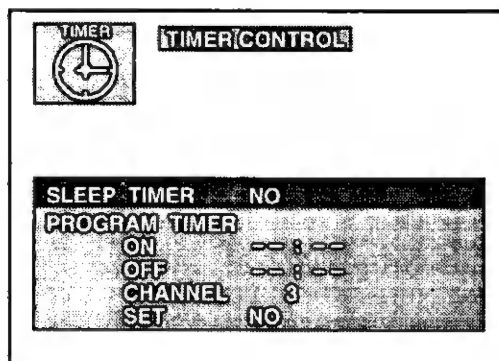 TIMER
TIMER CONTROL
SLEEP TIMER NO
PROGRAM TIMER
ON -- : --
OFF -- : --
CHANNEL 3
SET NO